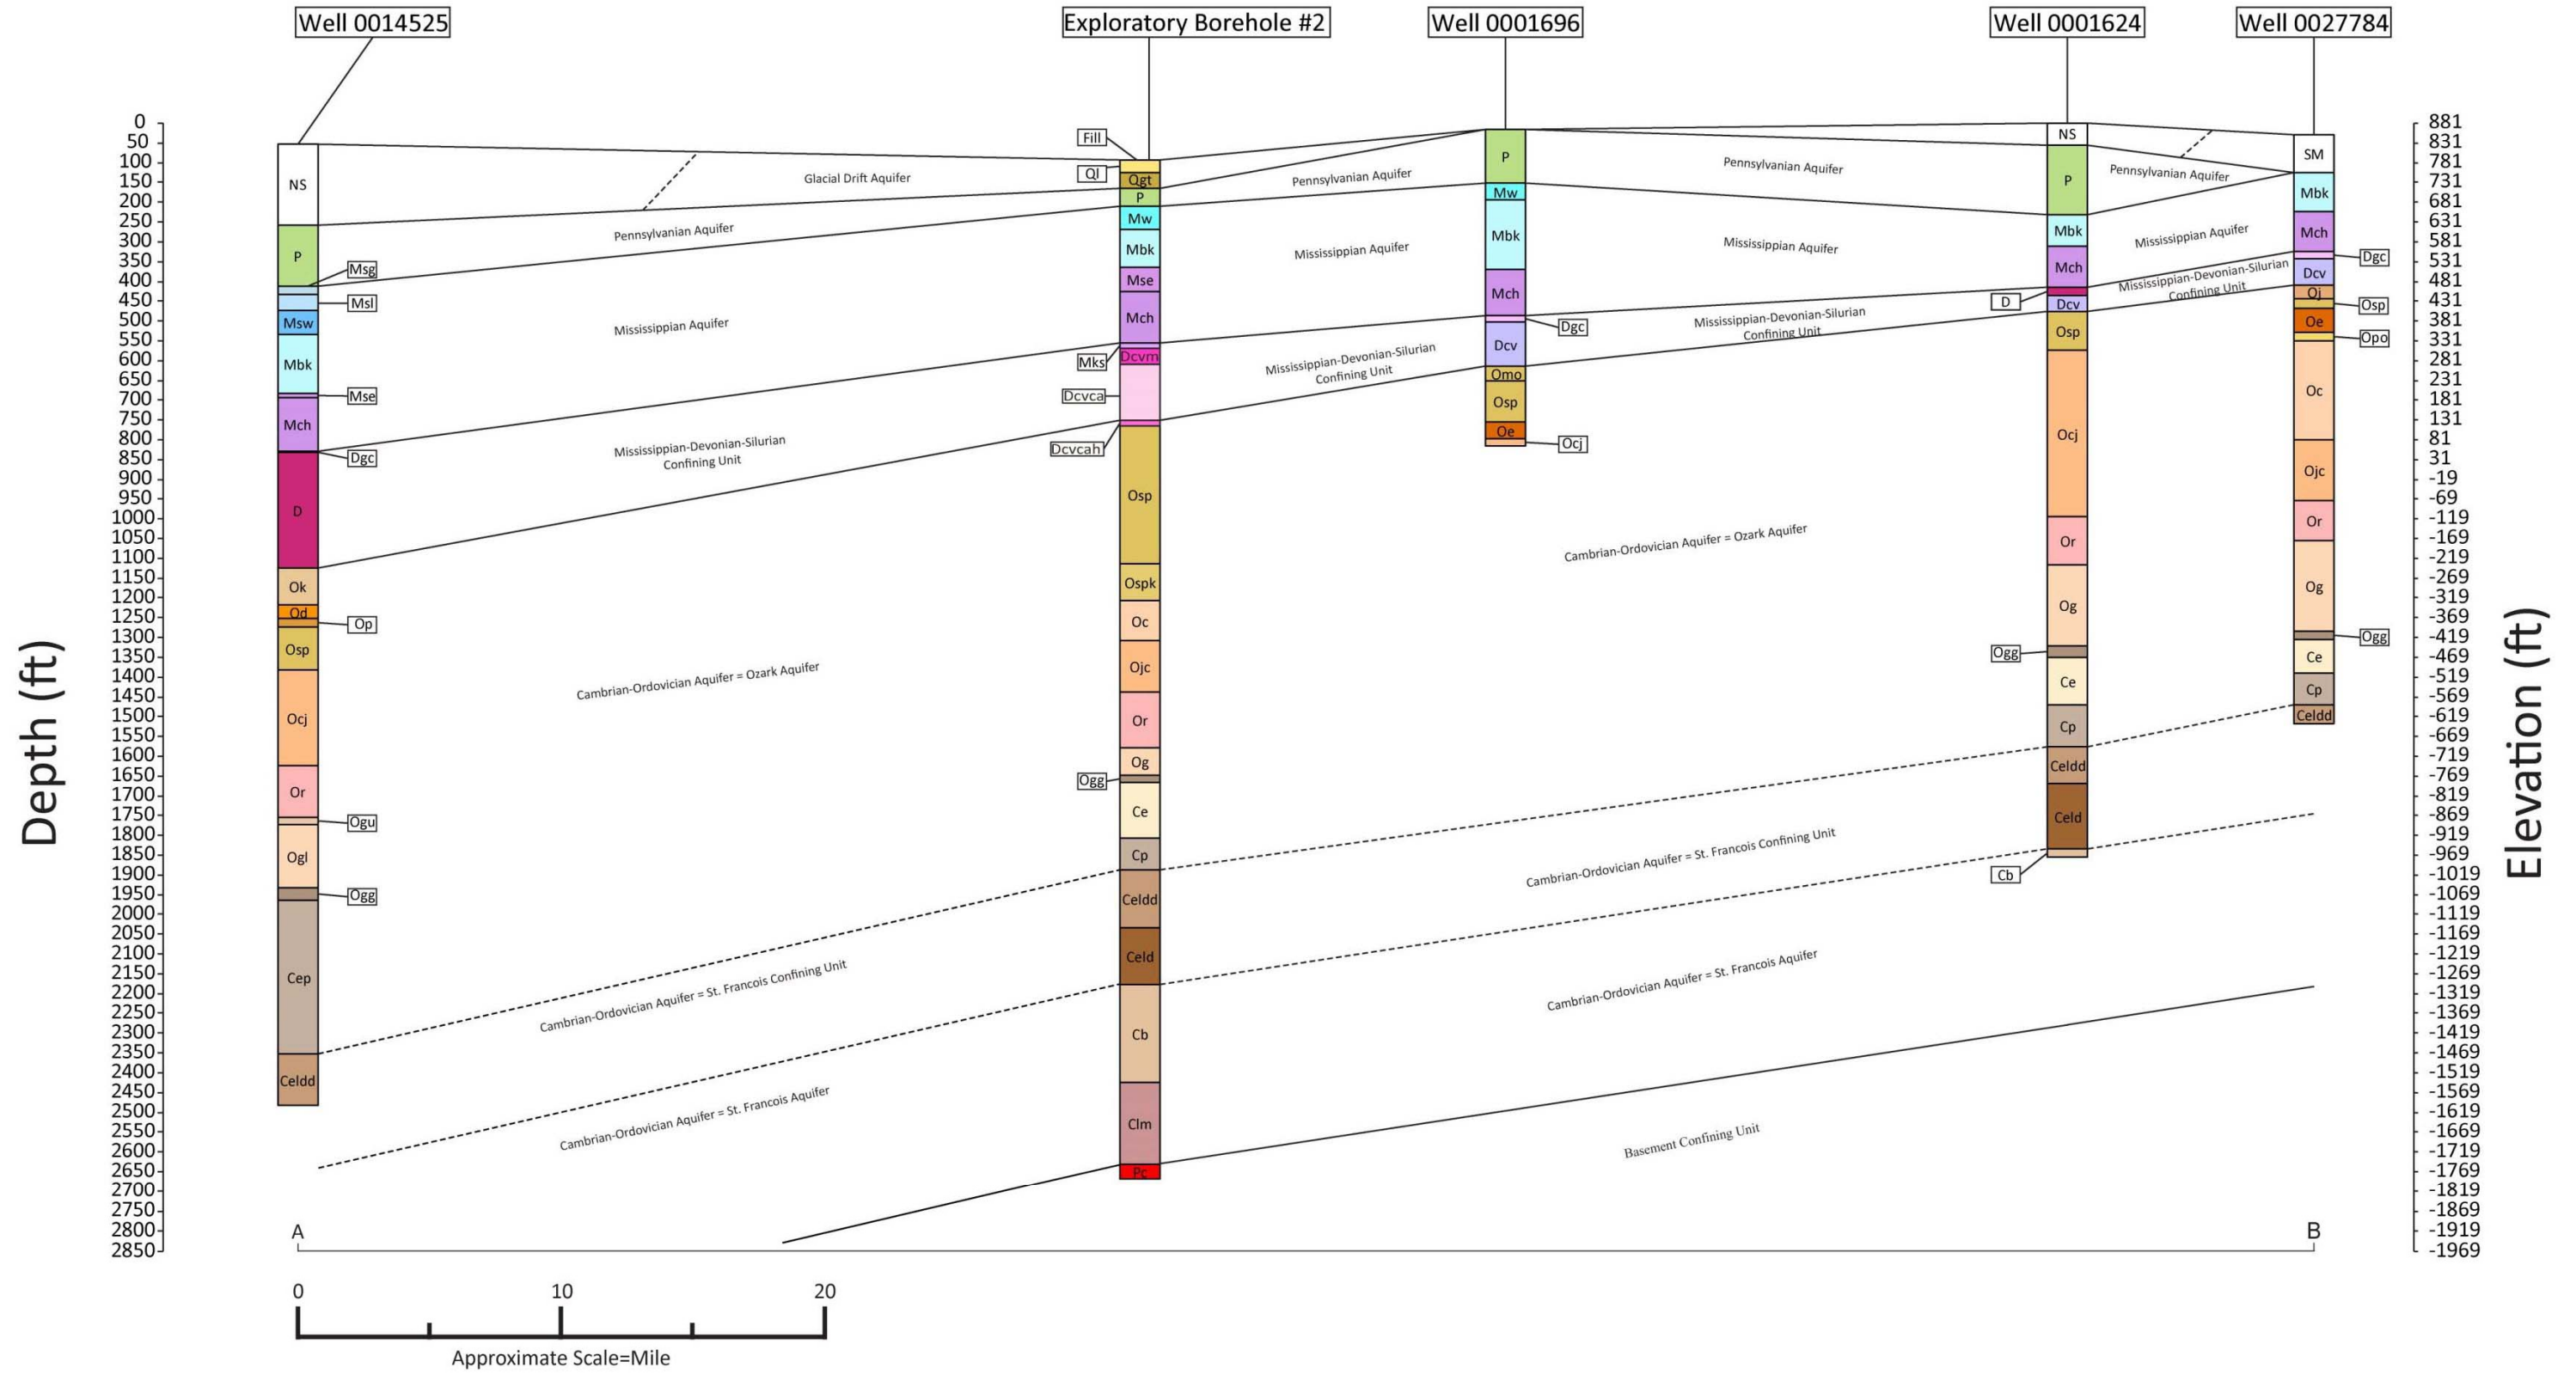 Well 0014525
Exploratory Borehole #2
Well 0001696
Well 0001624
Well 0027784
Depth (ft)
0
50
100
150
200
250
300
350
400
450
500
550
600
650
700
750
800
850
900
950
1000
1050
1100
1150
1200
1250
1300
1350
1400
1450
1500
1550
1600
1650
1700
1750
1800
1850
1900
1950
2000
2050
2100
2150
2200
2250
2300
2350
2400
2450
2500
2550
2600
2650
2700
2750
2800
2850
NS
P
Msg
Msl
Msw
Mbk
Mse
Mch
Dgc
D
Ok
Od
Op
Osp
Ocj
Or
Ogu
Ogl
Ogg
Cep
Celdd
Glacial Drift Aquifer
Pennsylvanian Aquifer
Mississippian Aquifer
Mississippian-Devonian-Silurian
Confining Unit
Cambrian-Ordovician Aquifer = Ozark Aquifer
Cambrian-Ordovician Aquifer = St. Francois Confining Unit
Cambrian-Ordovician Aquifer = St. Francois Aquifer
Fill
Ql
Qgt
P
Mw
Mbk
Mse
Mch
Mks
Dcvm
Dcvca
Dcvcah
Osp
Ospk
Oc
Ojc
Or
Og
Ogg
Ce
Cp
Celdd
Celd
Cb
Clm
Pc
Pennsylvanian Aquifer
Mississippian Aquifer
Mississippian-Devonian-Silurian
Confining Unit
P
Mw
Mbk
Mch
Dgc
Dcv
Omo
Osp
Oe
Ocj
Pennsylvanian Aquifer
Mississippian Aquifer
Mississippian-Devonian-Silurian
Confining Unit
Cambrian-Ordovician Aquifer = Ozark Aquifer
Cambrian-Ordovician Aquifer = St. Francois Confining Unit
Cambrian-Ordovician Aquifer = St. Francois Aquifer
Basement Confining Unit
NS
P
Mbk
Mch
D
Dcv
Osp
Ocj
Or
Og
Ogg
Ce
Cp
Celdd
Celd
Cb
Pennsylvanian Aquifer
Mississippian Aquifer
Mississippian-Devonian-Silurian
Confining Unit
SM
Mbk
Mch
Dgc
Dcv
Oj
Osp
Oe
Opo
Oc
Ojc
Or
Og
Ogg
Ce
Cp
Celdd
881
831
781
731
681
631
581
531
481
431
381
331
281
231
181
131
81
31
-19
-69
-119
-169
-219
-269
-319
-369
-419
-469
-519
-569
-619
-669
-719
-769
-819
-869
-919
-969
-1019
-1069
-1119
-1169
-1219
-1269
-1319
-1369
-1419
-1469
-1519
-1569
-1619
-1669
-1719
-1769
-1819
-1869
-1919
-1969
Elevation (ft)
A
B
0
10
20
Approximate Scale=Mile